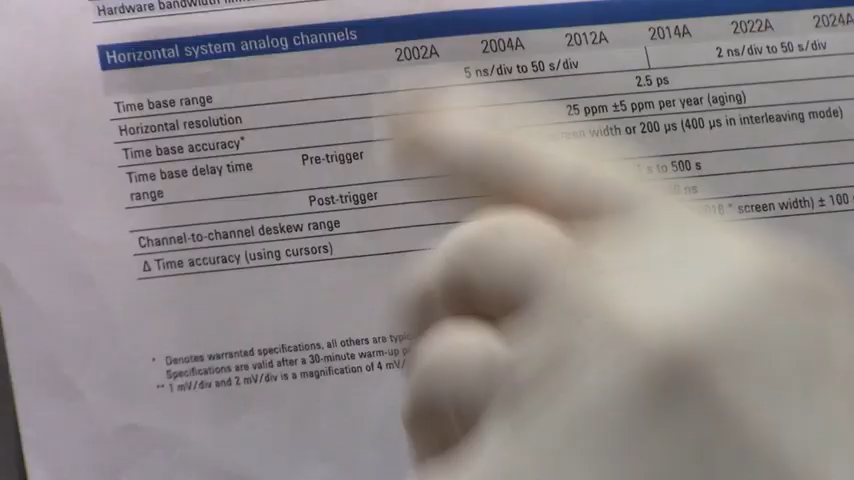 Hardware bandwidth
Horizontal system analog channels
2002A 2004A 2012A 2014A 2022A 2024A
Time base range 5 ns/div to 50 s/div 2 ns/div to 50 s/div
Horizontal resolution 2.5 ps
Time base accuracy* 25 ppm ±5 ppm per year (aging)
Time base delay time range Pre-trigger width or 200 µs (400 µs in interleaving mode)
Post-trigger s to 500 s
Channel-to-channel deskew range ns
Δ Time accuracy (using cursors) * screen width) ± 100
* Denotes warranted specifications, all others are
Specifications are valid after a 30-minute warm-up
** 1 mV/div and 2 mV/div is a magnification of 4 mV/